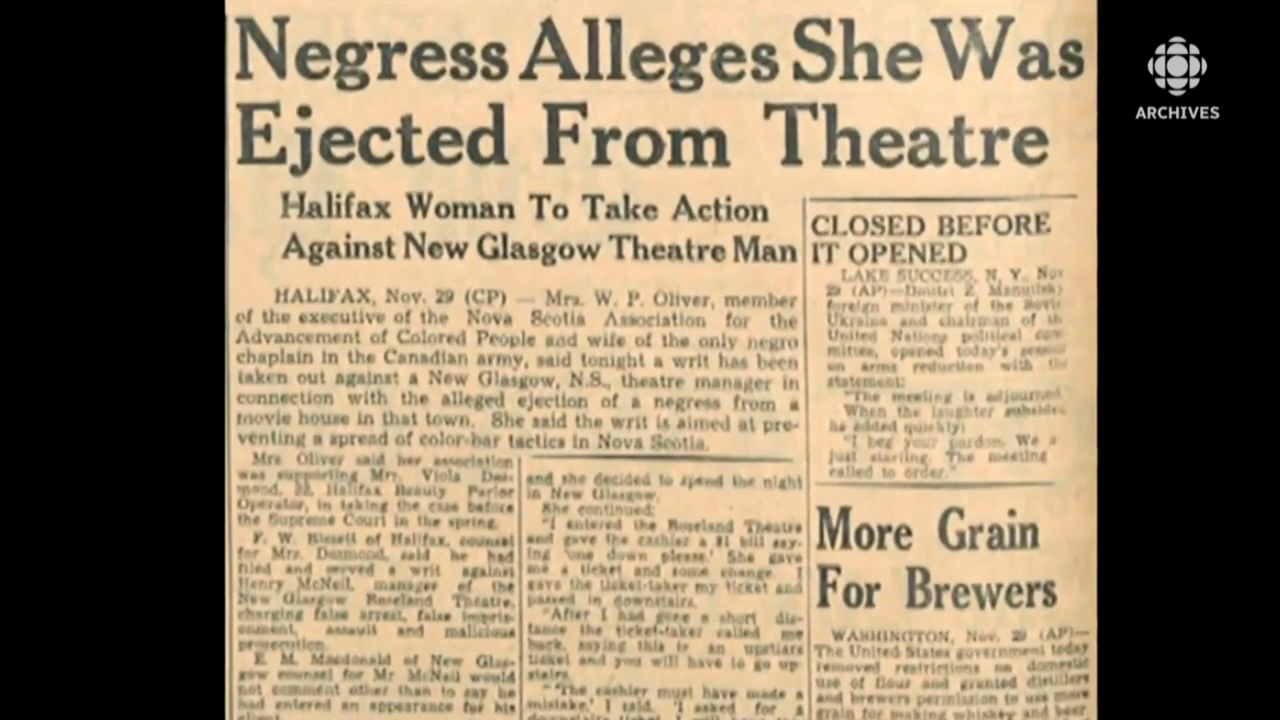 Negress Alleges She Was
Ejected From Theatre
Halifax Woman To Take Action
Against New Glasgow Theatre Man
HALIFAX, Nov. 29 (CP) — Mrs. W. P. Oliver, member
of the executive of the Nova Scotia Association for the
Advancement of Colored People and wife of the only negro
chaplain in the Canadian army, said tonight a writ has been
taken out against a New Glasgow, N.S., theatre manager in
connection with the alleged ejection of a negress from a
movie house in that town. She said the writ is aimed at pre-
venting a spread of color-bar tactics in Nova Scotia.
Mrs. Oliver said her association
was supporting Mrs. Viola Des-
mond, Halifax Beauty Parlor
Operator, in taking the case before
the Supreme Court in the spring.
F. W. Bissett of Halifax, counsel
for Mrs. Desmond, said he had
filed and served a writ against
Henry McNeil, manager of the
New Glasgow Roseland Theatre,
charging false arrest, false impris-
onment, assault and malicious
prosecution.
E. M. Macdonald of New Glas-
gow counsel for Mr McNeil would
not comment other than to say he
had entered an appearance for his
client.
and she decided to spend the night
in New Glasgow.
She continued:
"I entered the Roseland Theatre
and gave the cashier a $1 bill say-
ing 'one down please.' She gave
me a ticket and some change. I
gave the ticket-taker my ticket and
passed in downstairs.
"After I had gone a short dis-
tance the ticket-taker called me
back, saying this is an upstairs
ticket and you will have to go up-
stairs.
"'The cashier must have made a
mistake,' I said. 'I asked for a
downstairs ticket.
CLOSED BEFORE
IT OPENED
LAKE SUCCESS, N. Y., Nov
29 (AP)—Dmitri Z. Manuilsky
foreign minister of the Soviet
Ukraine and chairman of th
United Nations political com-
mittee, opened today's session
on arms reduction with the
statement:
"The meeting is adjourned."
When the laughter subsided
he added quickly:
"I beg your pardon. We a
just starting. The meeting
called to order."
More Grain
For Brewers
WASHINGTON, Nov. 29 (AP)—
The United States government today
removed restrictions on domestic
use of flour and granted distillers
and brewers permission to use more
grain for making whiskey and beer
ARCHIVES